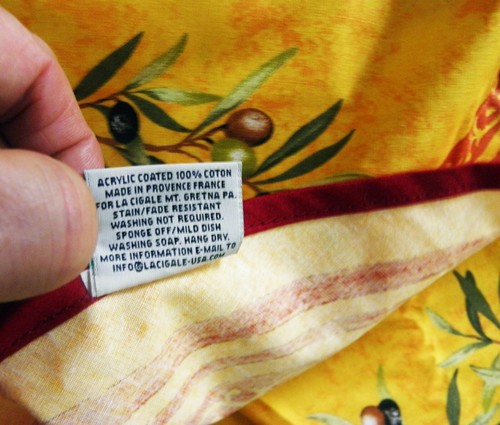 ACRYLIC COATED 100% COTON
MADE IN PROVENCE FRANCE
FOR LA CIGALE MT. GRETNA PA.
STAIN/FADE RESISTANT
WASHING NOT REQUIRED.
SPONGE OFF/MILD DISH
WASHING SOAP. HANG DRY.
MORE INFORMATION E-MAIL TO
INFO@LACIGALE-USA.COM